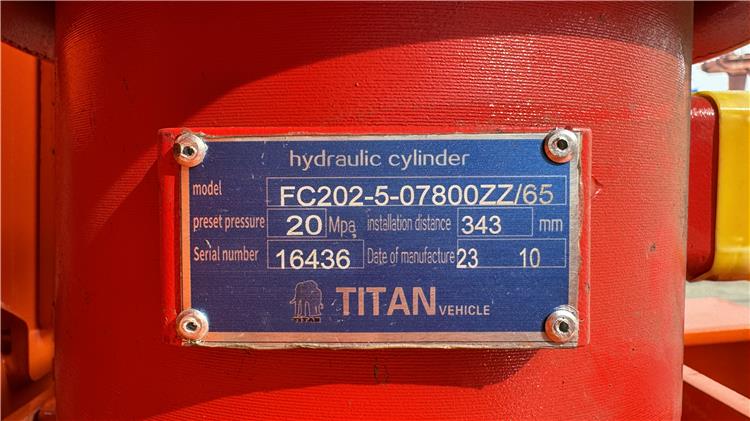 hydraulic cylinder
model FC202-5-07800ZZ/65
preset pressure 20 Mpa installation distance 343 mm
Serial number 16436 Date of manufacture 23 10
TITAN VEHICLE